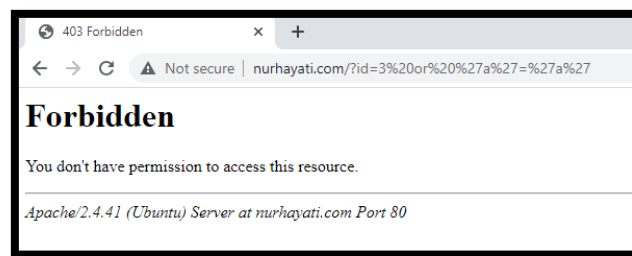 403 Forbidden
Not secure | nurhayati.com/?id=3%20or%20%27a%27=%27a%27
Forbidden
You don't have permission to access this resource.
Apache/2.4.41 (Ubuntu) Server at nurhayati.com Port 80